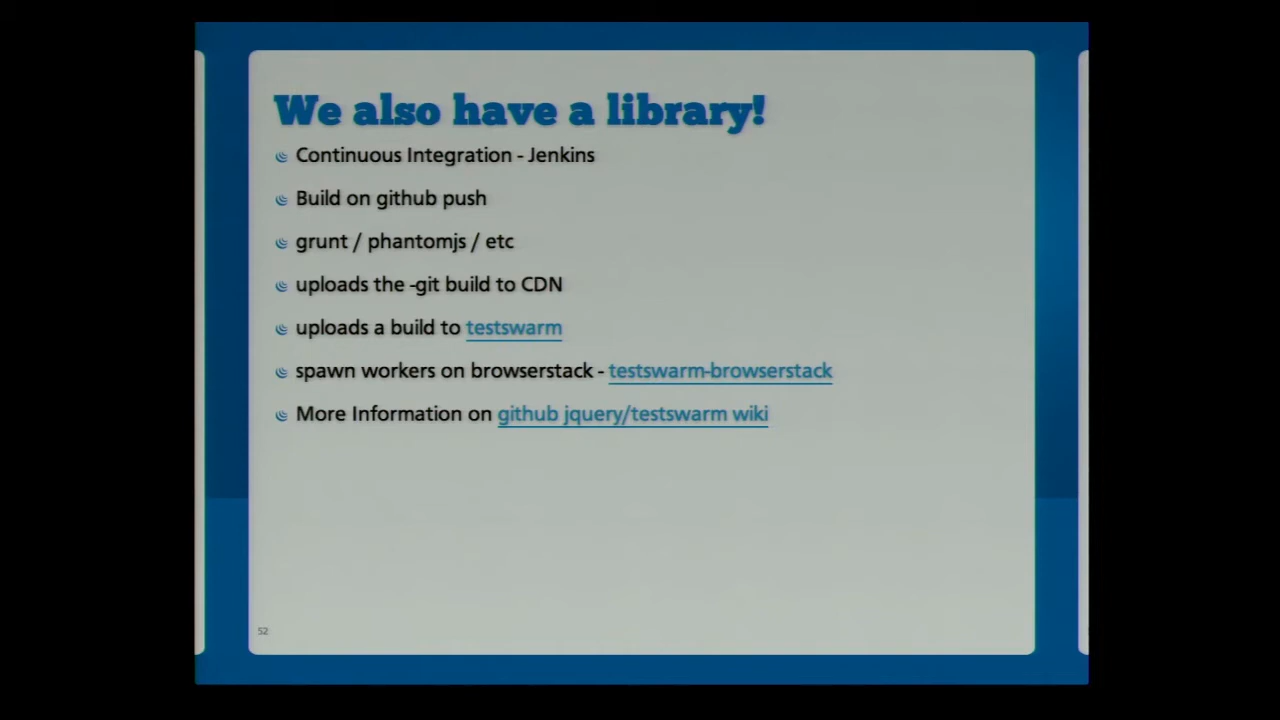 We also have a library!
Continuous Integration - Jenkins
Build on github push
grunt / phantomjs / etc
uploads the -git build to CDN
uploads a build to testswarm
spawn workers on browserstack - testswarm-browserstack
More Information on github jquery/testswarm wiki
52